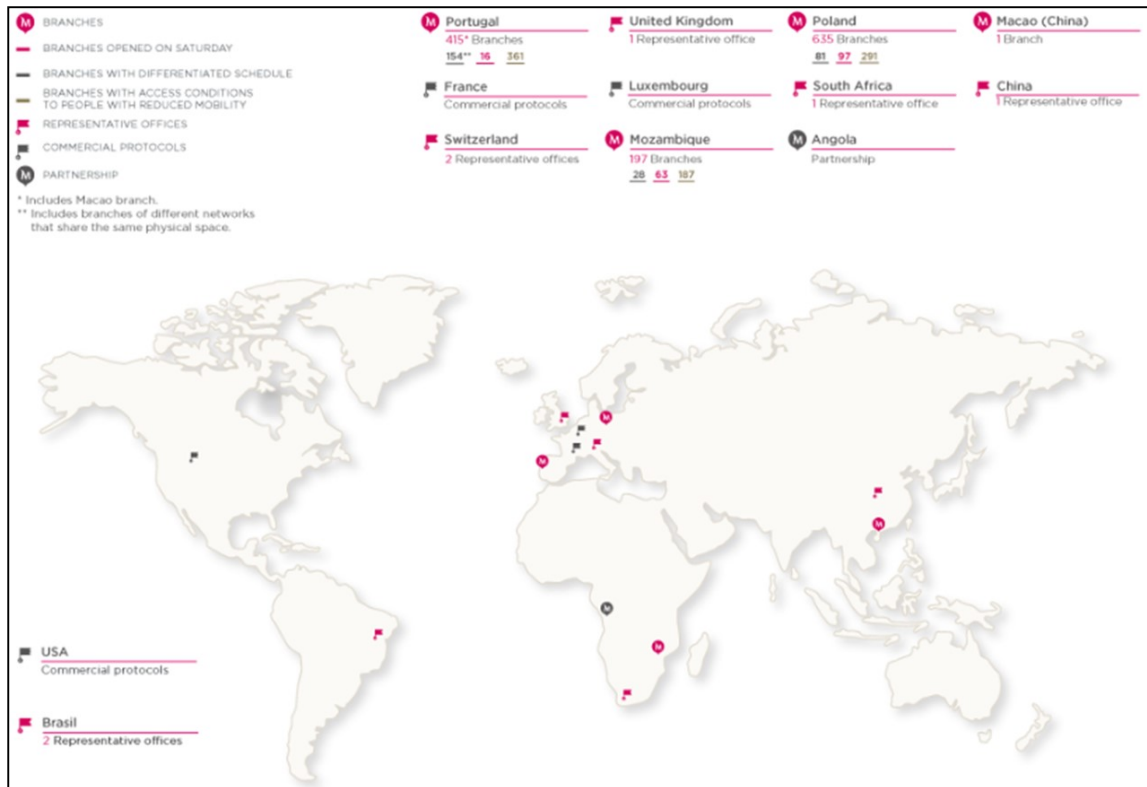 BRANCHES
BRANCHES OPENED ON SATURDAY
BRANCHES WITH DIFFERENTIATED SCHEDULE
BRANCHES WITH ACCESS CONDITIONS
TO PEOPLE WITH REDUCED MOBILITY
REPRESENTATIVE OFFICES
COMMERCIAL PROTOCOLS
M PARTNERSHIP
* Includes Macao branch.
** Includes branches of different networks
that share the same physical space.
M Portugal
415* Branches
154** 16 361
United Kingdom
1 Representative office
M Poland
635 Branches
81 97 291
M Macao (China)
1 Branch
France
Commercial protocols
Luxembourg
Commercial protocols
South Africa
1 Representative office
China
1 Representative office
Switzerland
2 Representative offices
M Mozambique
197 Branches
28 63 187
M Angola
Partnership
M
M
M
M
M
USA
Commercial protocols
Brasil
2 Representative offices